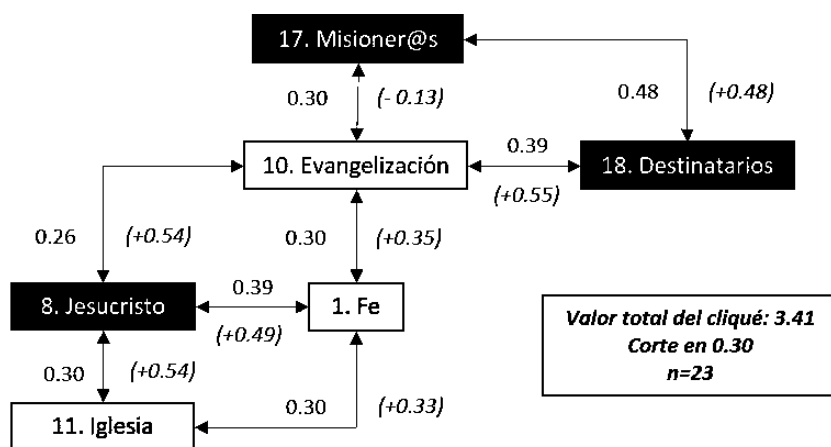 17. Misioner@s
0.30 (- 0.13)
0.48 (+0.48)
10. Evangelización
0.39
(+0.55)
18. Destinatarios
0.26 (+0.54)
0.30 (+0.35)
8. Jesucristo
0.39
(+0.49)
1. Fe
0.30 (+0.54)
0.30 (+0.33)
11. Iglesia
Valor total del cliqué: 3.41
Corte en 0.30
n=23